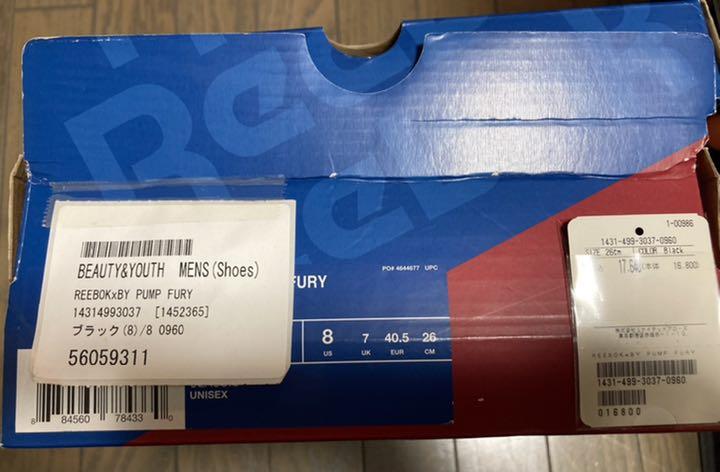 Reebok
BEAUTY&YOUTH MENS(Shoes)
REEBOKxBY PUMP FURY
14314993037 [1452365]
ブラック(8)/8 0960
56059311
FURY
PO# 4644677 UPC
8 7 40.5 26
US UK EUR CM
UNISEX
8 84560 78433 0
1-00986
1431-499-3037-0960
SIZE 26cm COLOR Black
16,800)
REEBOKxBY PUMP FURY
1431-499-3037-0960
016800